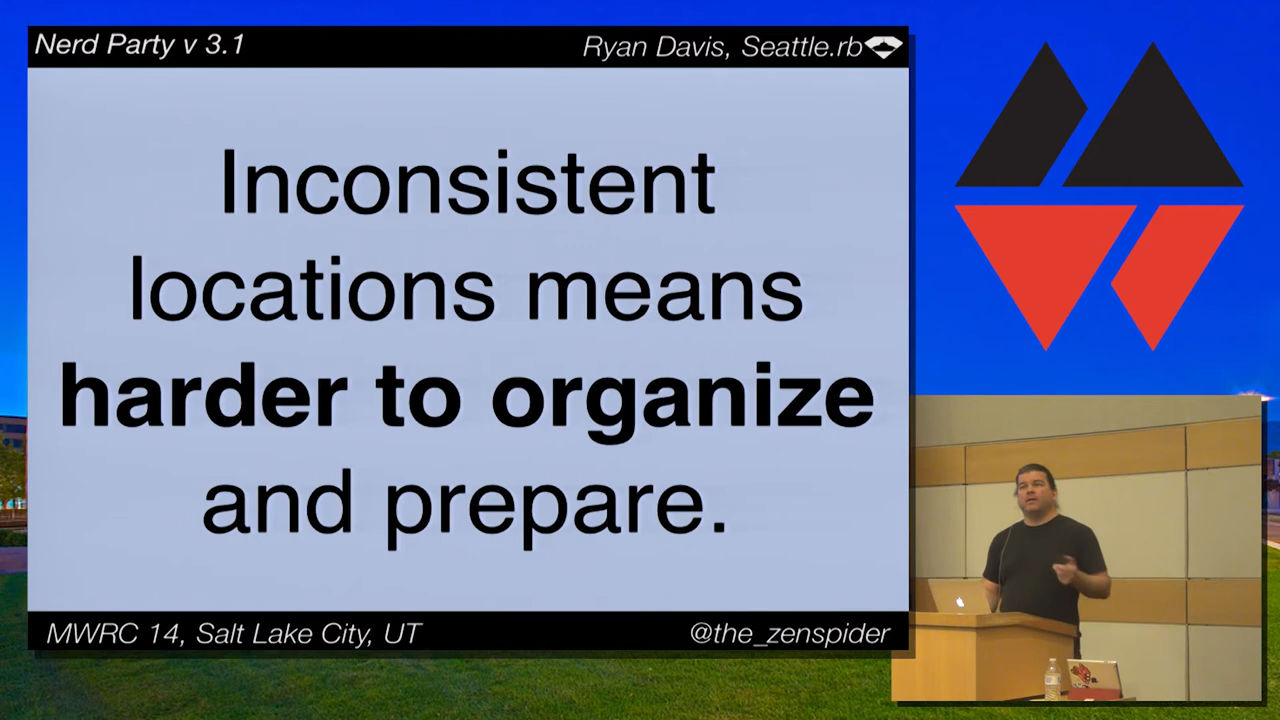 Nerd Party v 3.1
Ryan Davis, Seattle.rb
Inconsistent
locations means
harder to organize
and prepare.
MWRC 14, Salt Lake City, UT
@the_zenspider